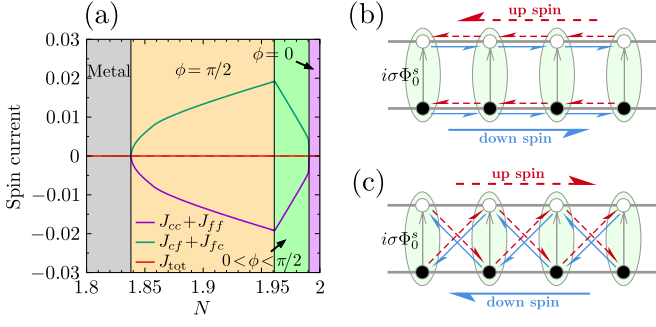 (a)
0.03
0.02
0.01
0
−0.01
−0.02
−0.03
Spin current
Metal
ϕ = π/2
ϕ = 0
J_cc + J_ff
J_cf + J_fc
J_tot
0 < ϕ < π/2
1.8
1.85
1.9
1.95
2
N
(b)
up spin
iσΦ₀ˢ
down spin
(c)
up spin
iσΦ₀ˢ
down spin